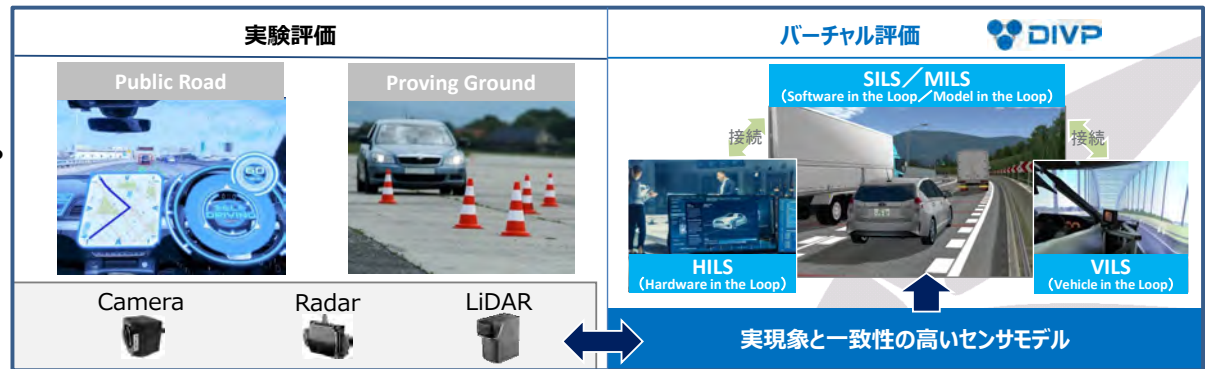 実験評価
バーチャル評価
DIVP
Public Road
Proving Ground
SILS／MILS
（Software in the Loop／Model in the Loop）
接続
接続
HILS
（Hardware in the Loop）
VILS
（Vehicle in the Loop）
Camera
Radar
LiDAR
実現象と一致性の高いセンサモデル